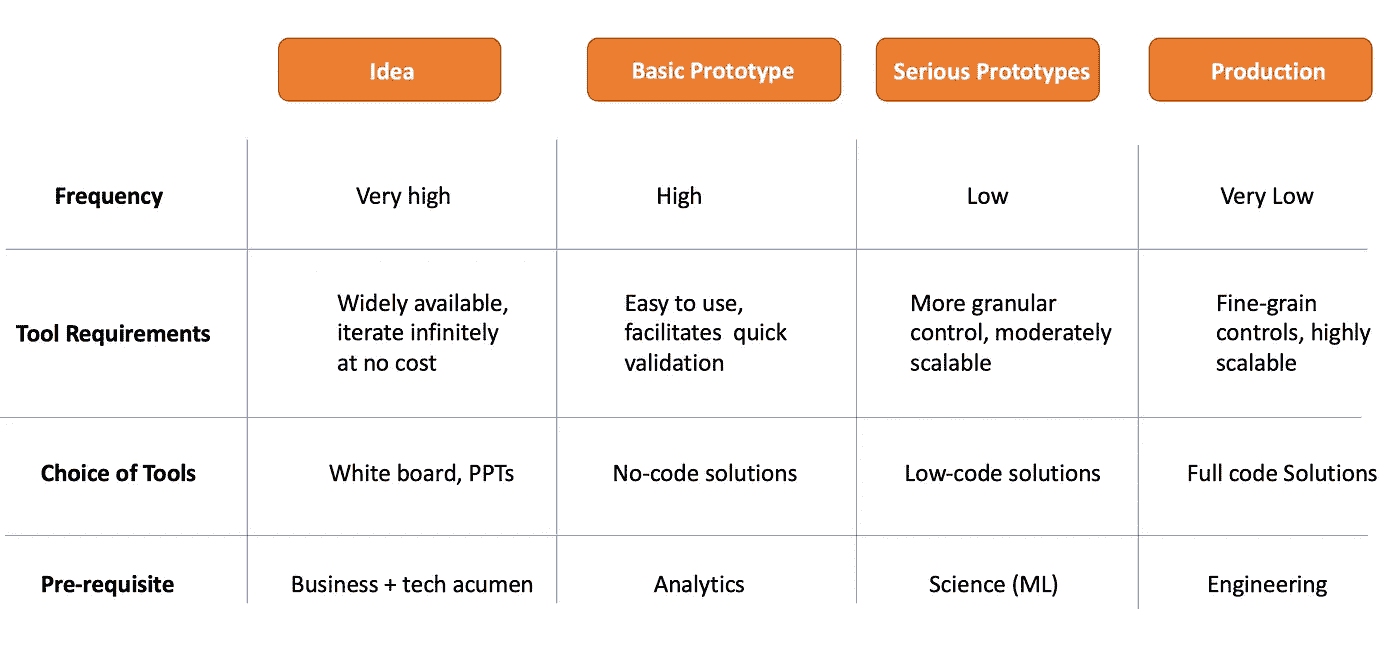 Idea
Basic Prototype
Serious Prototypes
Production
Frequency
Very high
High
Low
Very Low
Tool Requirements
Widely available,
iterate infinitely
at no cost
Easy to use,
facilitates quick
validation
More granular
control, moderately
scalable
Fine-grain
controls, highly
scalable
Choice of Tools
White board, PPTs
No-code solutions
Low-code solutions
Full code Solutions
Pre-requisite
Business + tech acumen
Analytics
Science (ML)
Engineering